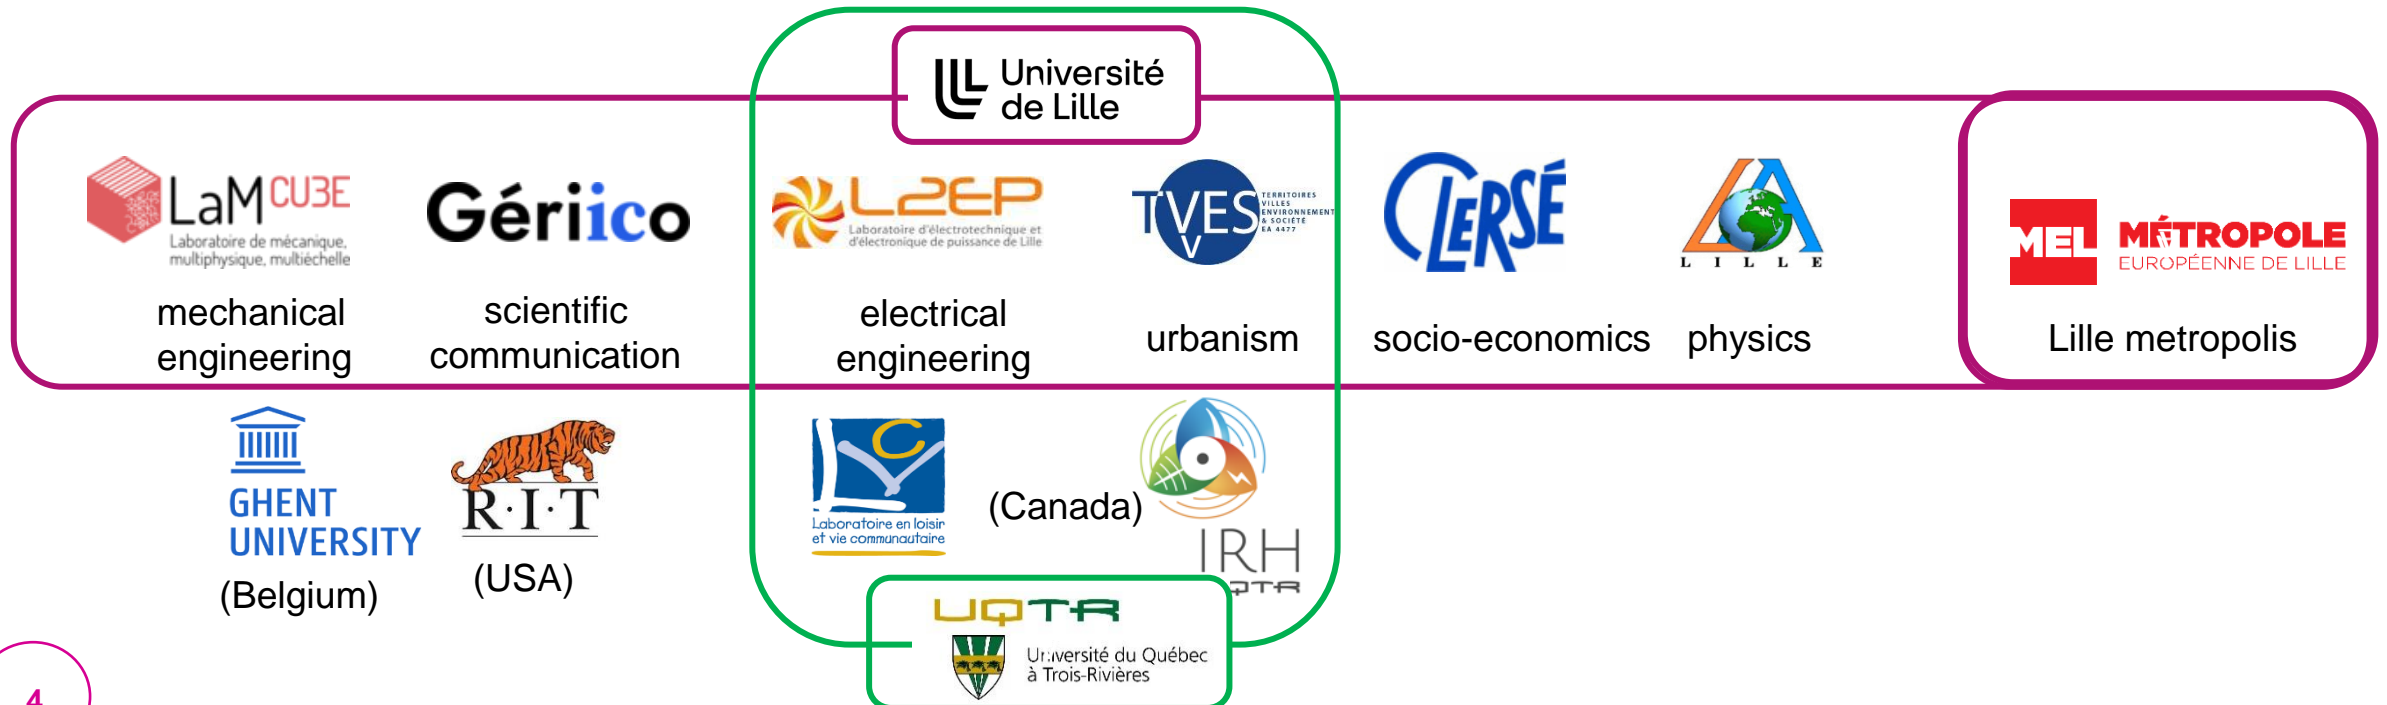 Université
de Lille
LaMCU3E
Laboratoire de mécanique,
multiphysique, multiéchelle
mechanical
engineering
Gériico
scientific
communication
L2EP
Laboratoire d'électrotechnique et
d'électronique de puissance de Lille
electrical
engineering
TVES
V
TERRITOIRES
VILLES
ENVIRONNEMENT
& SOCIÉTÉ
EA 4477
urbanism
CLERSÉ
socio-economics
LILLE
physics
MEL
MÉTROPOLE
EUROPÉENNE DE LILLE
Lille metropolis
GHENT
UNIVERSITY
(Belgium)
R·I·T
(USA)
Laboratoire en loisir
et vie communautaire
(Canada)
IRH
UQTR
UQTR
Université du Québec
à Trois-Rivières
4